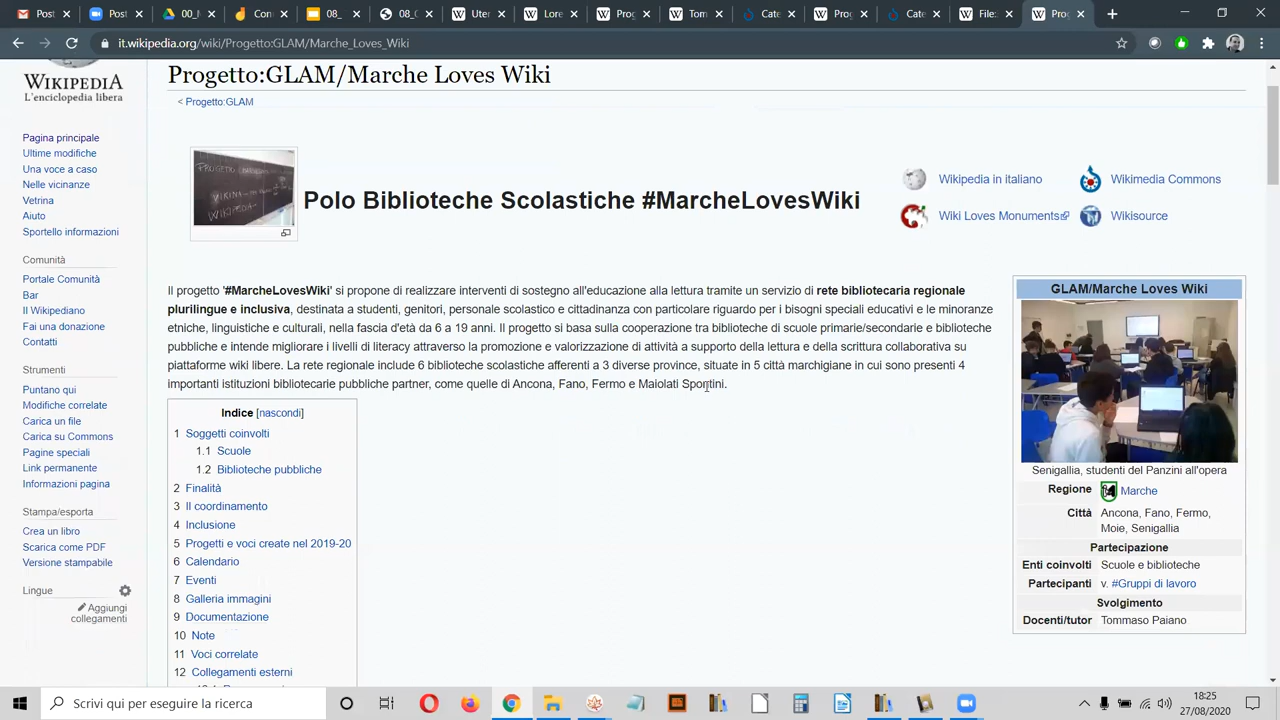 Post
00_M
Con
08_
08_C
Uter
Lore
Prog
Tom
Cate
Prog
Cate
File:
Prog
it.wikipedia.org/wiki/Progetto:GLAM/Marche_Loves_Wiki
WIKIPEDIA
L'enciclopedia libera
Pagina principale
Ultime modifiche
Una voce a caso
Nelle vicinanze
Vetrina
Aiuto
Sportello informazioni
Comunità
Portale Comunità
Bar
Il Wikipediano
Fai una donazione
Contatti
Strumenti
Puntano qui
Modifiche correlate
Carica un file
Carica su Commons
Pagine speciali
Link permanente
Informazioni pagina
Stampa/esporta
Crea un libro
Scarica come PDF
Versione stampabile
Lingue
Aggiungi
collegamenti
Progetto:GLAM/Marche Loves Wiki
< Progetto:GLAM
Polo Biblioteche Scolastiche #MarcheLovesWiki
Wikipedia in italiano
Wikimedia Commons
Wiki Loves Monuments
Wikisource
Il progetto '#MarcheLovesWiki' si propone di realizzare interventi di sostegno all'educazione alla lettura tramite un servizio di rete bibliotecaria regionale
plurilingue e inclusiva, destinata a studenti, genitori, personale scolastico e cittadinanza con particolare riguardo per i bisogni speciali educativi e le minoranze
etniche, linguistiche e culturali, nella fascia d'età da 6 a 19 anni. Il progetto si basa sulla cooperazione tra biblioteche di scuole primarie/secondarie e biblioteche
pubbliche e intende migliorare i livelli di literacy attraverso la promozione e valorizzazione di attività a supporto della lettura e della scrittura collaborativa su
piattaforme wiki libere. La rete regionale include 6 biblioteche scolastiche afferenti a 3 diverse province, situate in 5 città marchigiane in cui sono presenti 4
importanti istituzioni bibliotecarie pubbliche partner, come quelle di Ancona, Fano, Fermo e Maiolati Spontini.
Indice [nascondi]
1 Soggetti coinvolti
1.1 Scuole
1.2 Biblioteche pubbliche
2 Finalità
3 Il coordinamento
4 Inclusione
5 Progetti e voci create nel 2019-20
6 Calendario
7 Eventi
8 Galleria immagini
9 Documentazione
10 Note
11 Voci correlate
12 Collegamenti esterni
GLAM/Marche Loves Wiki
Senigallia, studenti del Panzini all'opera
Regione Marche
Città Ancona, Fano, Fermo,
Moie, Senigallia
Partecipazione
Enti coinvolti Scuole e biblioteche
Partecipanti v. #Gruppi di lavoro
Svolgimento
Docenti/tutor Tommaso Paiano
Scrivi qui per eseguire la ricerca
18:25
27/08/2020